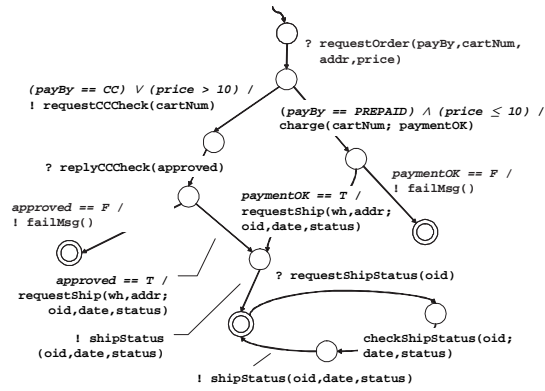 ? requestOrder(payBy,cartNum,
addr,price)
(payBy == CC) ∨ (price > 10) /
! requestCCCheck(cartNum)
(payBy == PREPAID) ∧ (price ≤ 10) /
charge(cartNum; paymentOK)
? replyCCCheck(approved)
paymentOK == F /
! failMsg()
paymentOK == T /
requestShip(wh,addr;
oid,date,status)
approved == F /
! failMsg()
? requestShipStatus(oid)
approved == T /
requestShip(wh,addr;
oid,date,status)
! shipStatus
(oid,date,status)
checkShipStatus(oid;
date,status)
! shipStatus(oid,date,status)